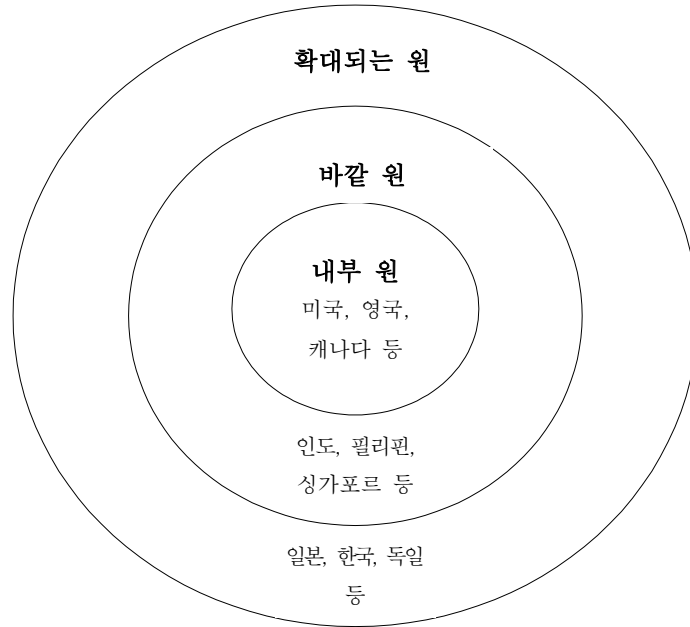 확대되는 원
바깥 원
내부 원
미국, 영국,
캐나다 등
인도, 필리핀,
싱가포르 등
일본, 한국, 독일
등